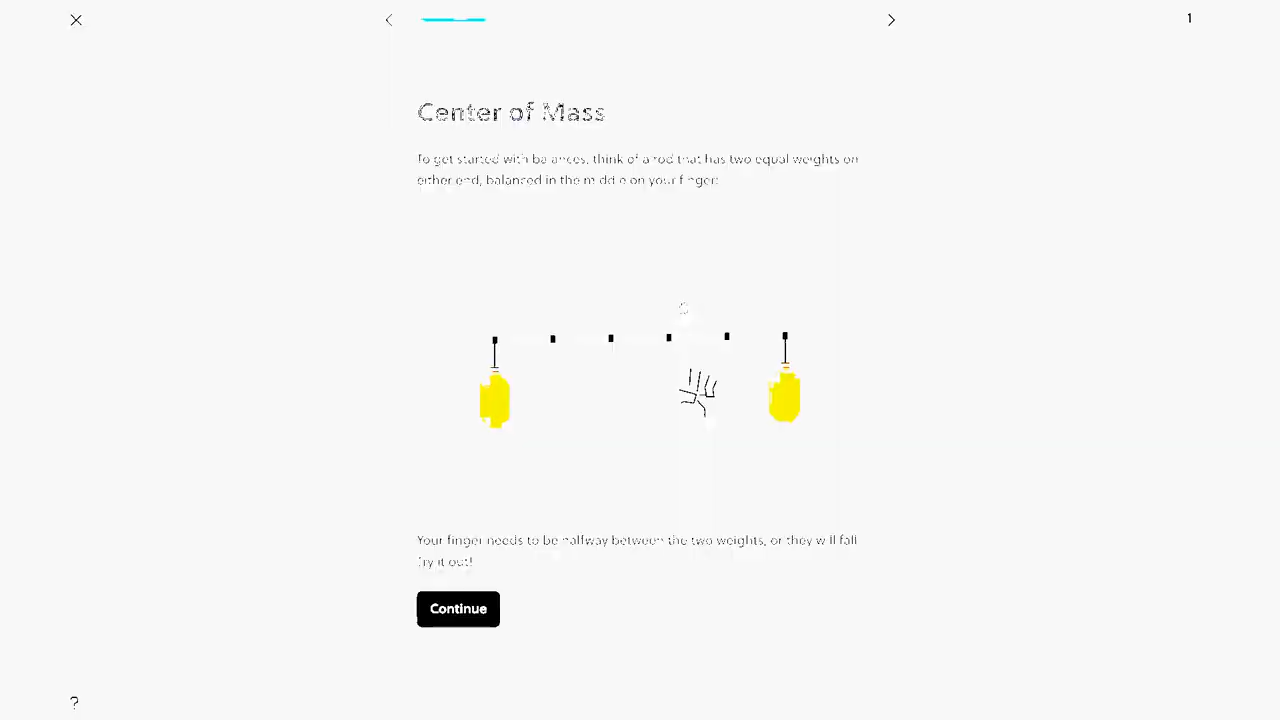 1
Center of Mass
To get started with balances, think of a rod that has two equal weights on
either end, balanced in the middle on your finger:
Your finger needs to be halfway between the two weights, or they will fall.
Try it out!
Continue
?